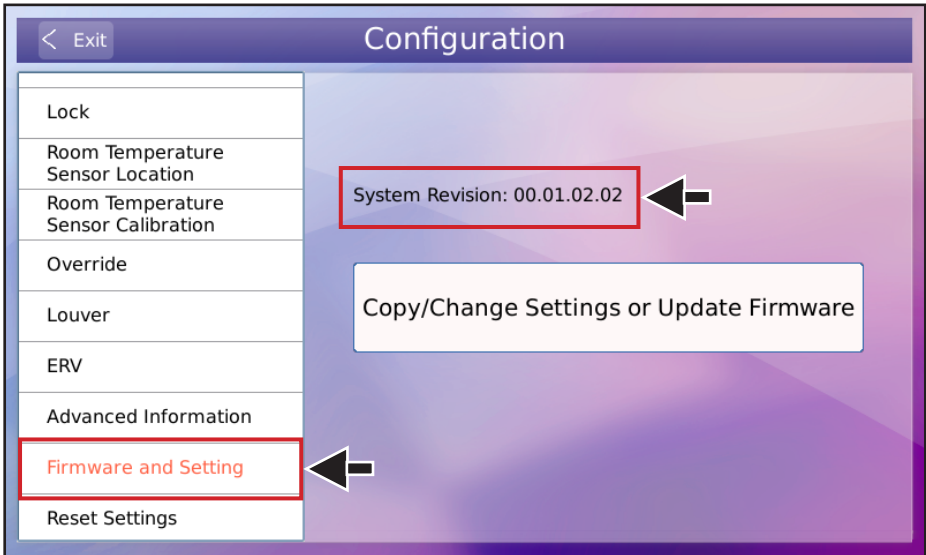 Exit
Configuration
Lock
Room Temperature
Sensor Location
Room Temperature
Sensor Calibration
Override
Louver
ERV
Advanced Information
Firmware and Setting
Reset Settings
System Revision: 00.01.02.02
Copy/Change Settings or Update Firmware